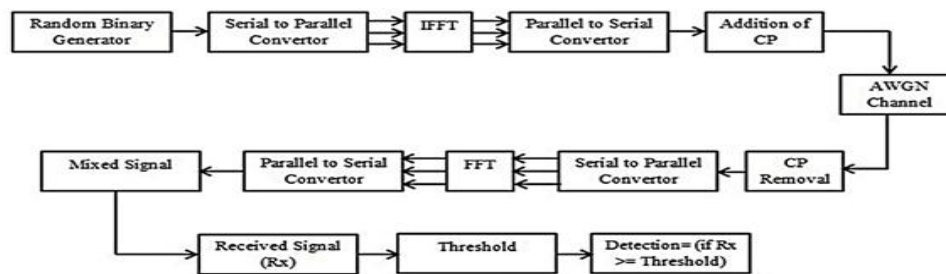 Random Binary
Generator
Serial to Parallel
Convertor
IFFT
Parallel to Serial
Convertor
Addition of
CP
AWGN
Channel
Mixed Signal
Parallel to Serial
Convertor
FFT
Serial to Parallel
Convertor
CP
Removal
Received Signal
(Rx)
Threshold
Detection= (if Rx
>= Threshold)